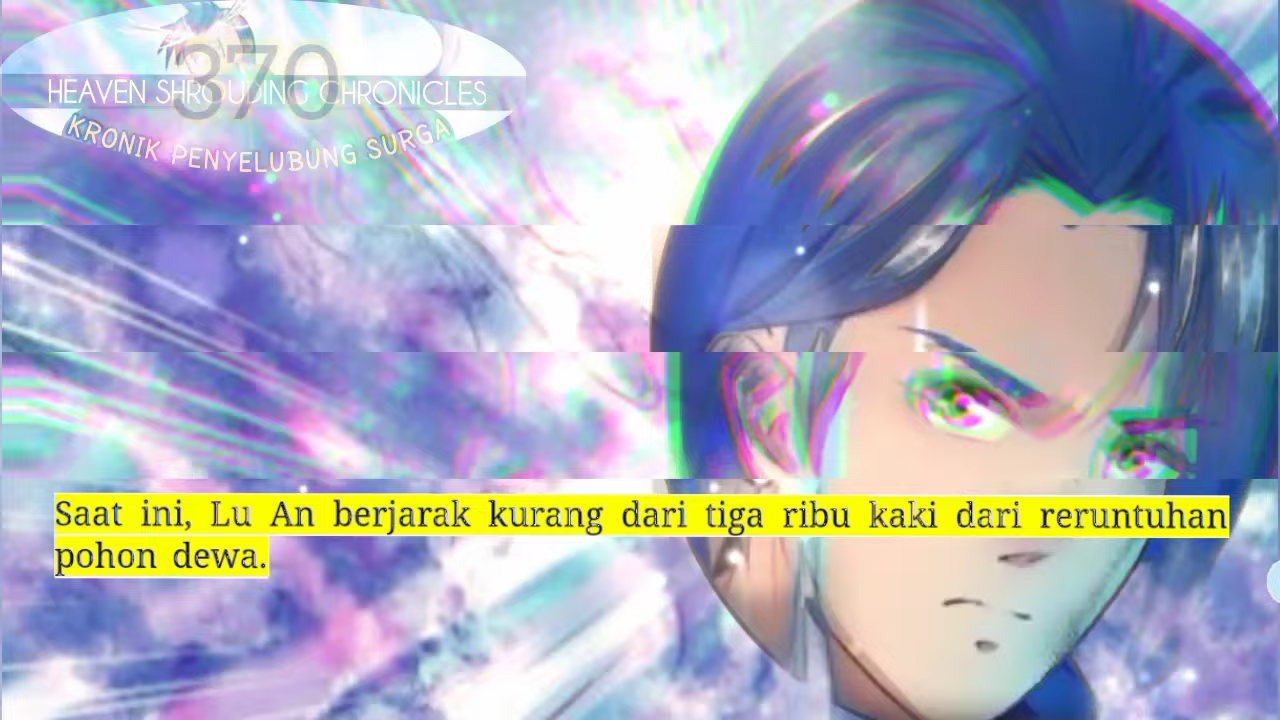 370
HEAVEN SHROUDING CHRONICLES
KRONIK PENYELUBUNG SURGA
Saat ini, Lu An berjarak kurang dari tiga ribu kaki dari reruntuhan
pohon dewa.